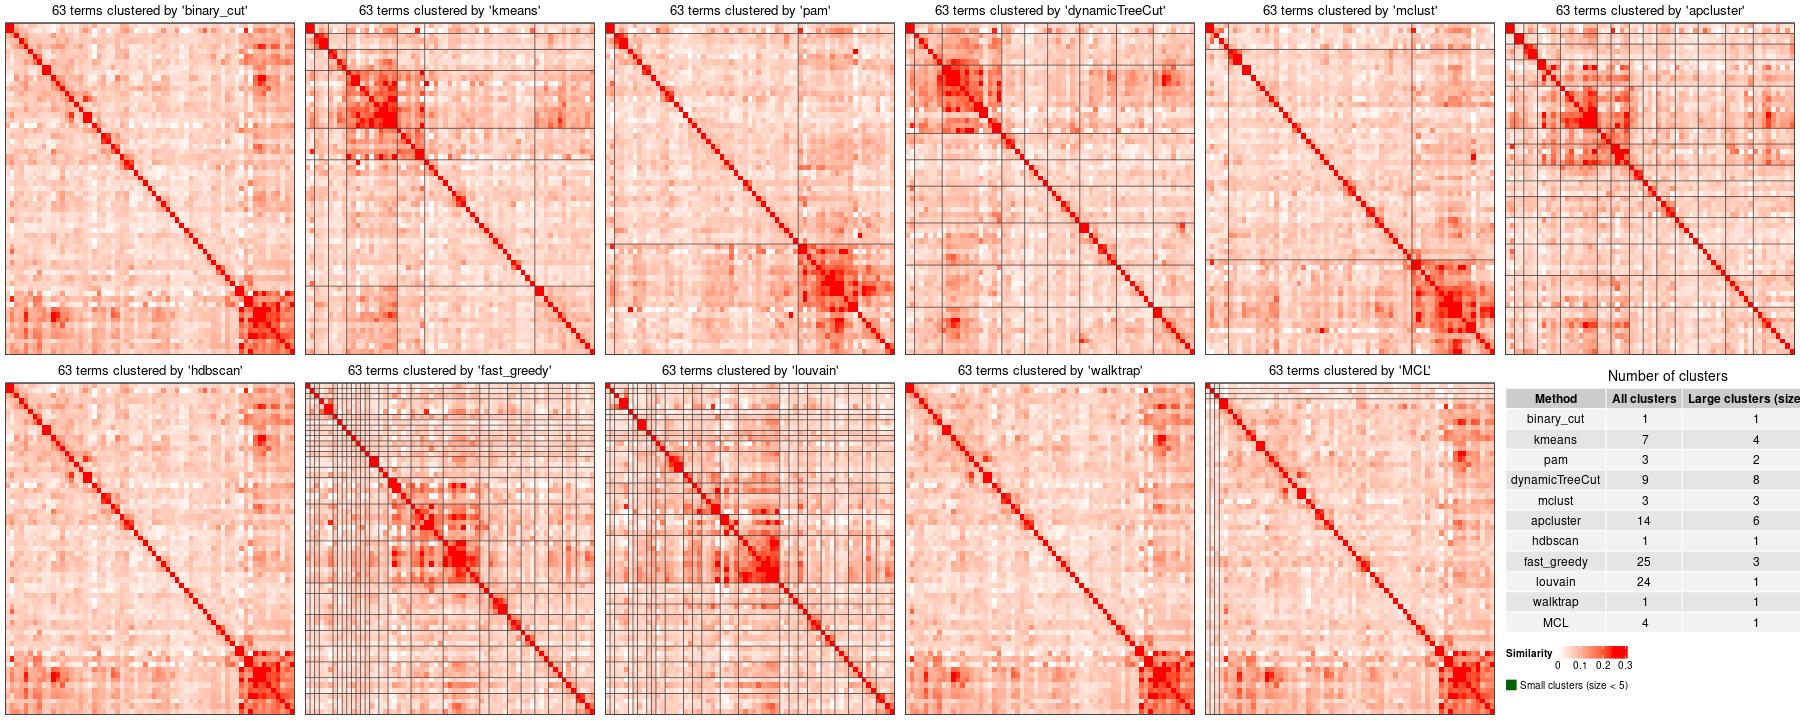 63 terms clustered by 'binary_cut'
63 terms clustered by 'kmeans'
63 terms clustered by 'pam'
63 terms clustered by 'dynamicTreeCut'
63 terms clustered by 'mclust'
63 terms clustered by 'apcluster'
63 terms clustered by 'hdbscan'
63 terms clustered by 'fast_greedy'
63 terms clustered by 'louvain'
63 terms clustered by 'walktrap'
63 terms clustered by 'MCL'
Number of clusters
Method All clusters Large clusters (size
binary_cut 1 1
kmeans 7 4
pam 3 2
dynamicTreeCut 9 8
mclust 3 3
apcluster 14 6
hdbscan 1 1
fast_greedy 25 3
louvain 24 1
walktrap 1 1
MCL 4 1
Similarity
0 0.1 0.2 0.3
Small clusters (size < 5)